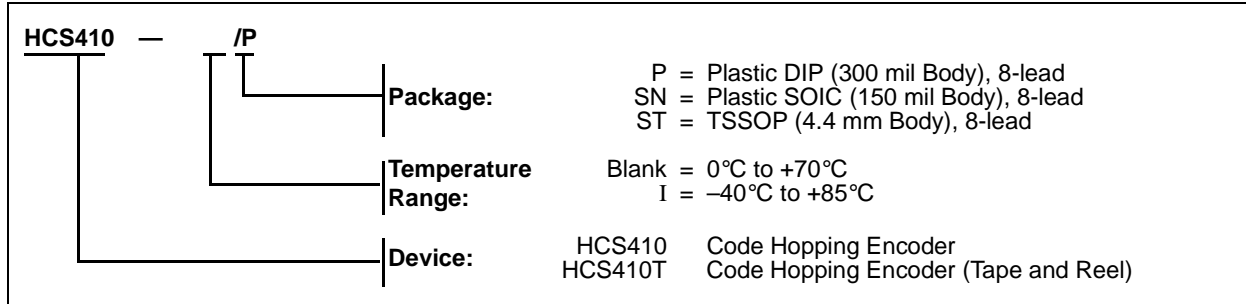 HCS410 — /P
Package: P = Plastic DIP (300 mil Body), 8-lead
SN = Plastic SOIC (150 mil Body), 8-lead
ST = TSSOP (4.4 mm Body), 8-lead
Temperature Range: Blank = 0°C to +70°C
I = –40°C to +85°C
Device: HCS410 Code Hopping Encoder
HCS410T Code Hopping Encoder (Tape and Reel)